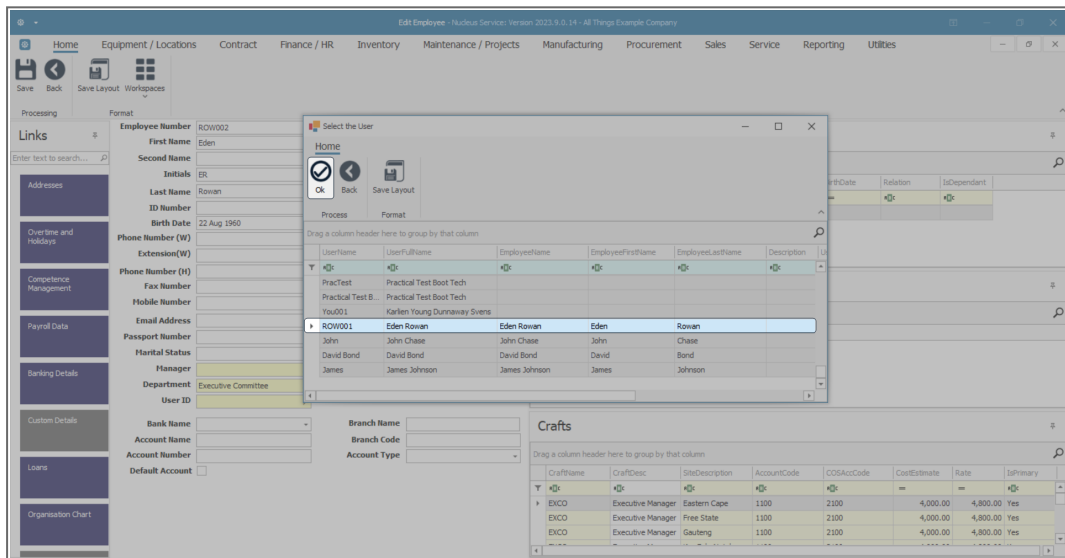 Edit Employee - Nucleus Service: Version 2023.9.0.14 - All Things Example Company
Home Equipment / Locations Contract Finance / HR Inventory Maintenance / Projects Manufacturing Procurement Sales Service Reporting Utilities
Save Back Save Layout Workspaces
Processing Format
Links
Enter text to search...
Addresses
Overtime and Holidays
Competence Management
Payroll Data
Banking Details
Custom Details
Loans
Organisation Chart
Employee Number ROW002
First Name Eden
Second Name
Initials ER
Last Name Rowan
ID Number
Birth Date 22 Aug 1960
Phone Number (W)
Extension(W)
Phone Number (H)
Fax Number
Mobile Number
Email Address
Passport Number
Marital Status
Manager
Department Executive Committee
User ID
Bank Name Branch Name
Account Name Branch Code
Account Number Account Type
Default Account
Select the User
Home
Ok Back Save Layout
Process Format
Drag a column header here to group by that column
UserName UserFullName EmployeeName EmployeeFirstName EmployeeLastName Description
PracTest Practical Test Boot Tech
Practical Test B... Practical Test Boot Tech
You001 Karlien Young Dunnaway Svens
ROW001 Eden Rowan Eden Rowan Eden Rowan
John John Chase John Chase John Chase
David Bond David Bond David Bond David Bond
James James Johnson James Johnson James Johnson
BirthDate Relation IsDependant
Crafts
Drag a column header here to group by that column
CraftName CraftDesc SiteDescription AccountCode COSAccCode CostEstimate Rate IsPrimary
EXCO Executive Manager Eastern Cape 1100 2100 4,000.00 4,800.00 Yes
EXCO Executive Manager Free State 1100 2100 4,000.00 4,800.00 Yes
EXCO Executive Manager Gauteng 1100 2100 4,000.00 4,800.00 Yes